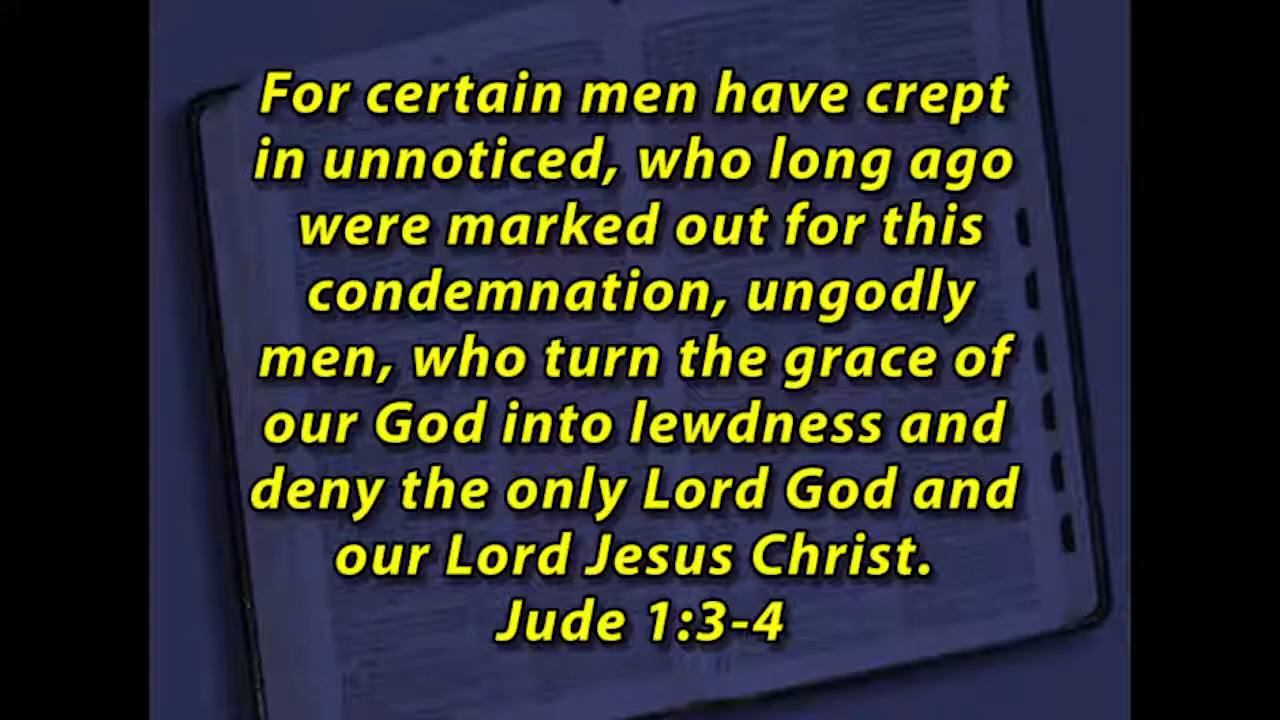 For certain men have crept
in unnoticed, who long ago
were marked out for this
condemnation, ungodly
men, who turn the grace of
our God into lewdness and
deny the only Lord God and
our Lord Jesus Christ.
Jude 1:3-4